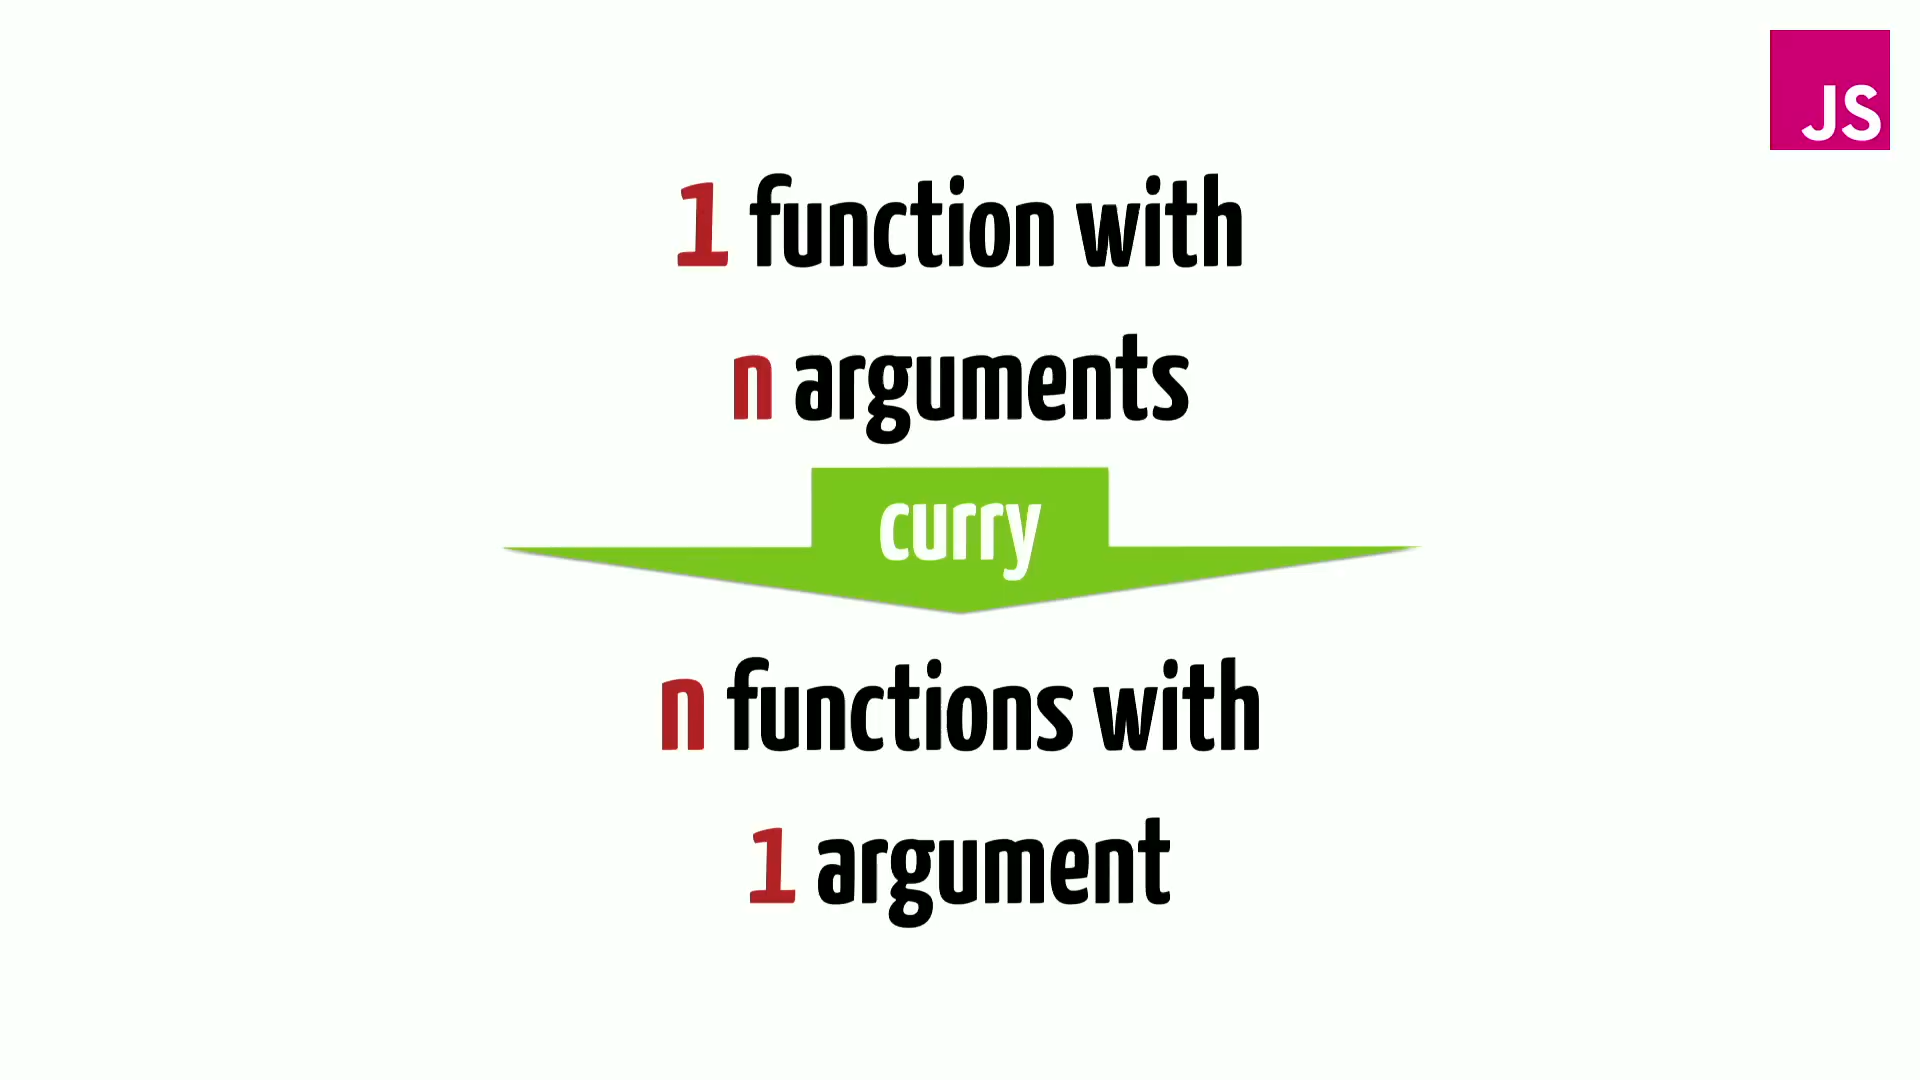 JS
1 function with
n arguments
curry
n functions with
1 argument